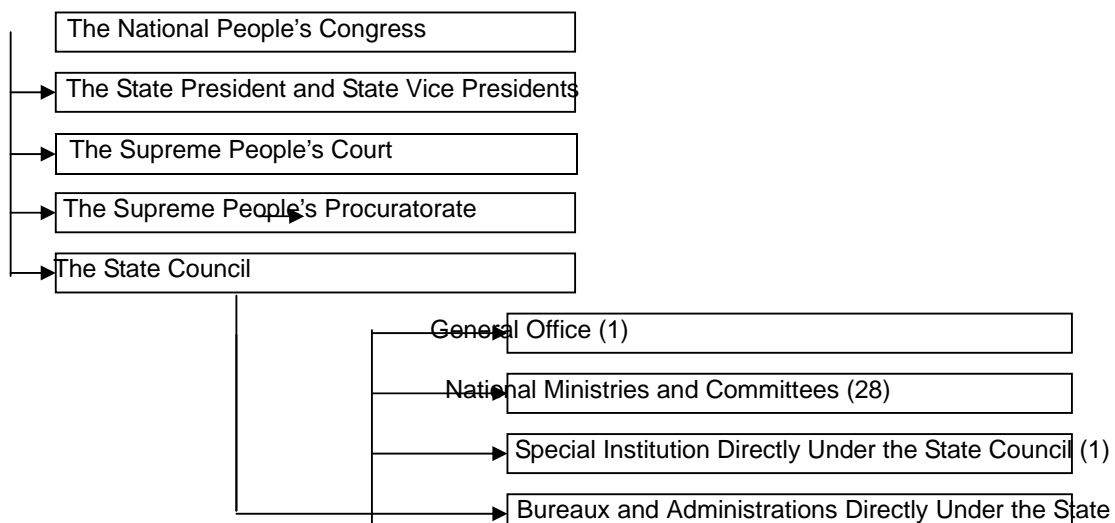 The National People’s Congress
The State President and State Vice Presidents
The Supreme People’s Court
The Supreme People’s Procuratorate
The State Council
General Office (1)
National Ministries and Committees (28)
Special Institution Directly Under the State Council (1)
Bureaux and Administrations Directly Under the State